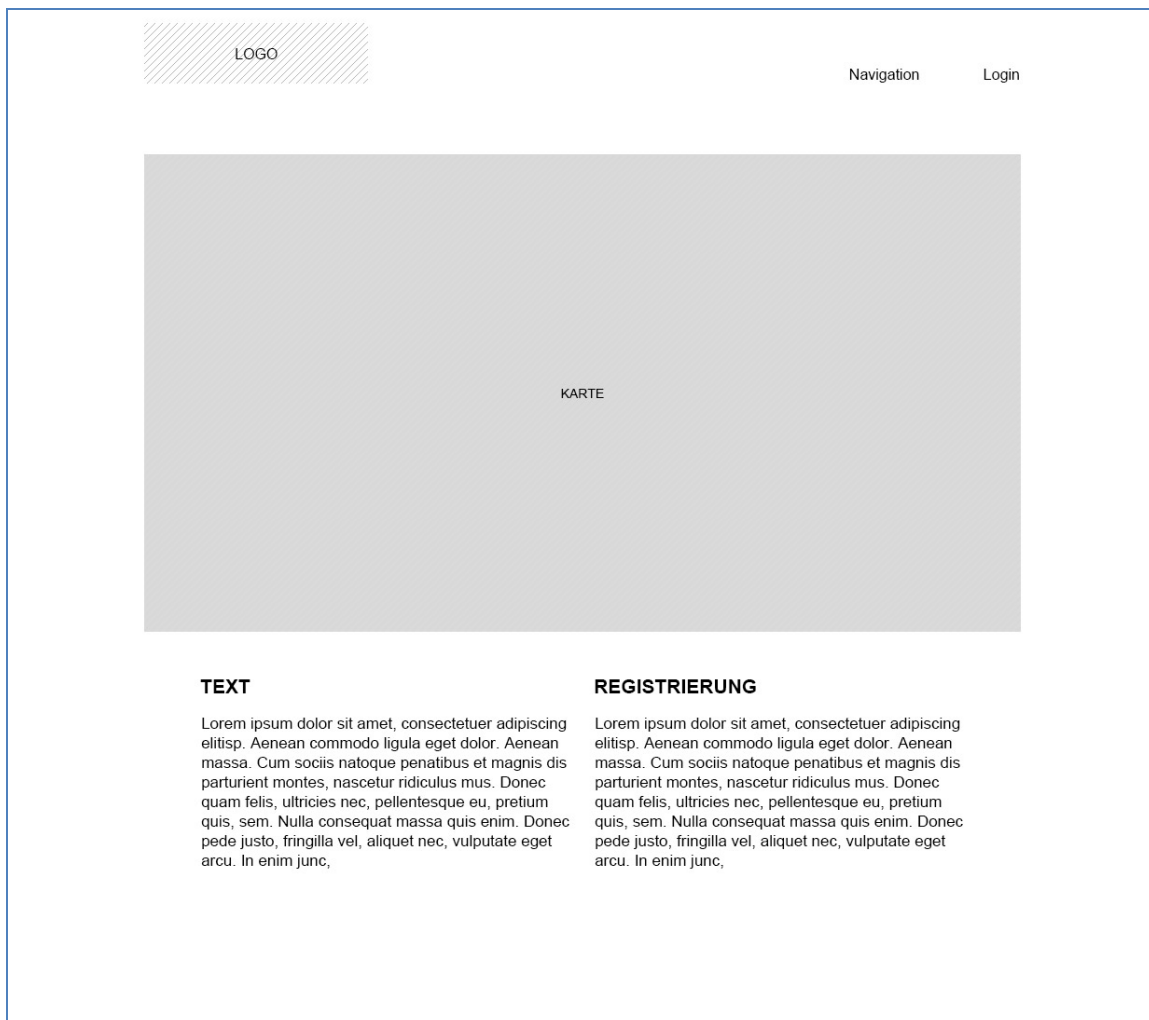 LOGO
Navigation
Login
KARTE
TEXT
Lorem ipsum dolor sit amet, consectetuer adipiscing
elitisp. Aenean commodo ligula eget dolor. Aenean
massa. Cum sociis natoque penatibus et magnis dis
parturient montes, nascetur ridiculus mus. Donec
quam felis, ultricies nec, pellentesque eu, pretium
quis, sem. Nulla consequat massa quis enim. Donec
pede justo, fringilla vel, aliquet nec, vulputate eget
arcu. In enim junc,
REGISTRIERUNG
Lorem ipsum dolor sit amet, consectetuer adipiscing
elitisp. Aenean commodo ligula eget dolor. Aenean
massa. Cum sociis natoque penatibus et magnis dis
parturient montes, nascetur ridiculus mus. Donec
quam felis, ultricies nec, pellentesque eu, pretium
quis, sem. Nulla consequat massa quis enim. Donec
pede justo, fringilla vel, aliquet nec, vulputate eget
arcu. In enim junc,